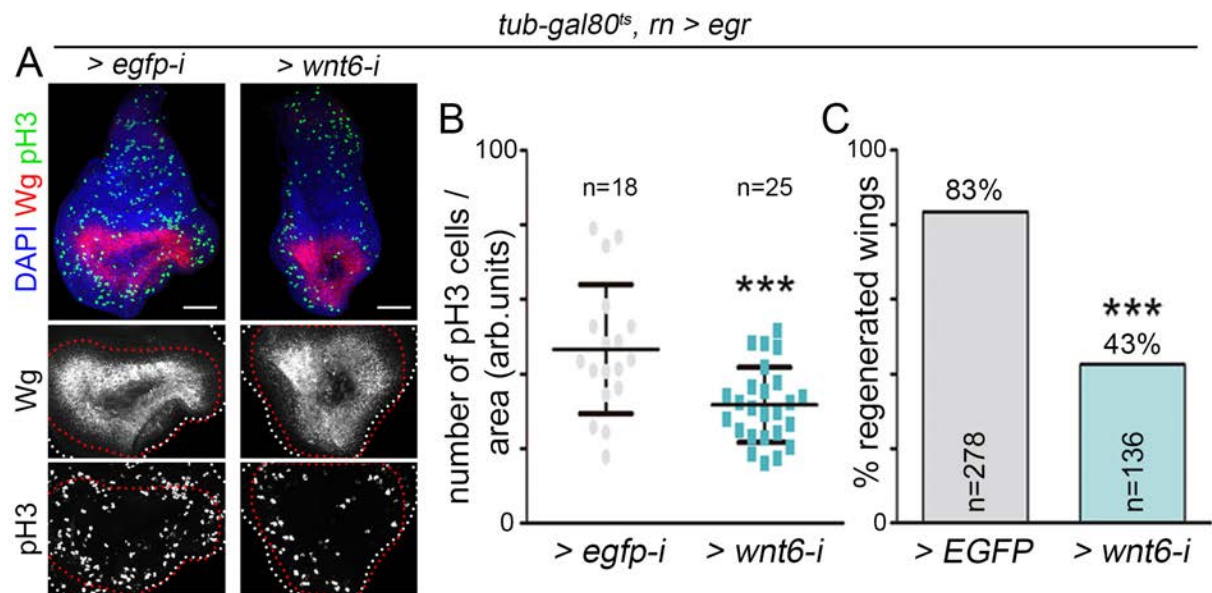 tub-gal80ts, rn > egr
A
> egfp-i
> wnt6-i
DAPI Wg pH3
Wg
pH3
B
number of pH3 cells /
area (arb.units)
100
0
n=18
n=25
***
> egfp-i
> wnt6-i
C
% regenerated wings
100
0
83%
***
43%
n=278
n=136
> EGFP
> wnt6-i